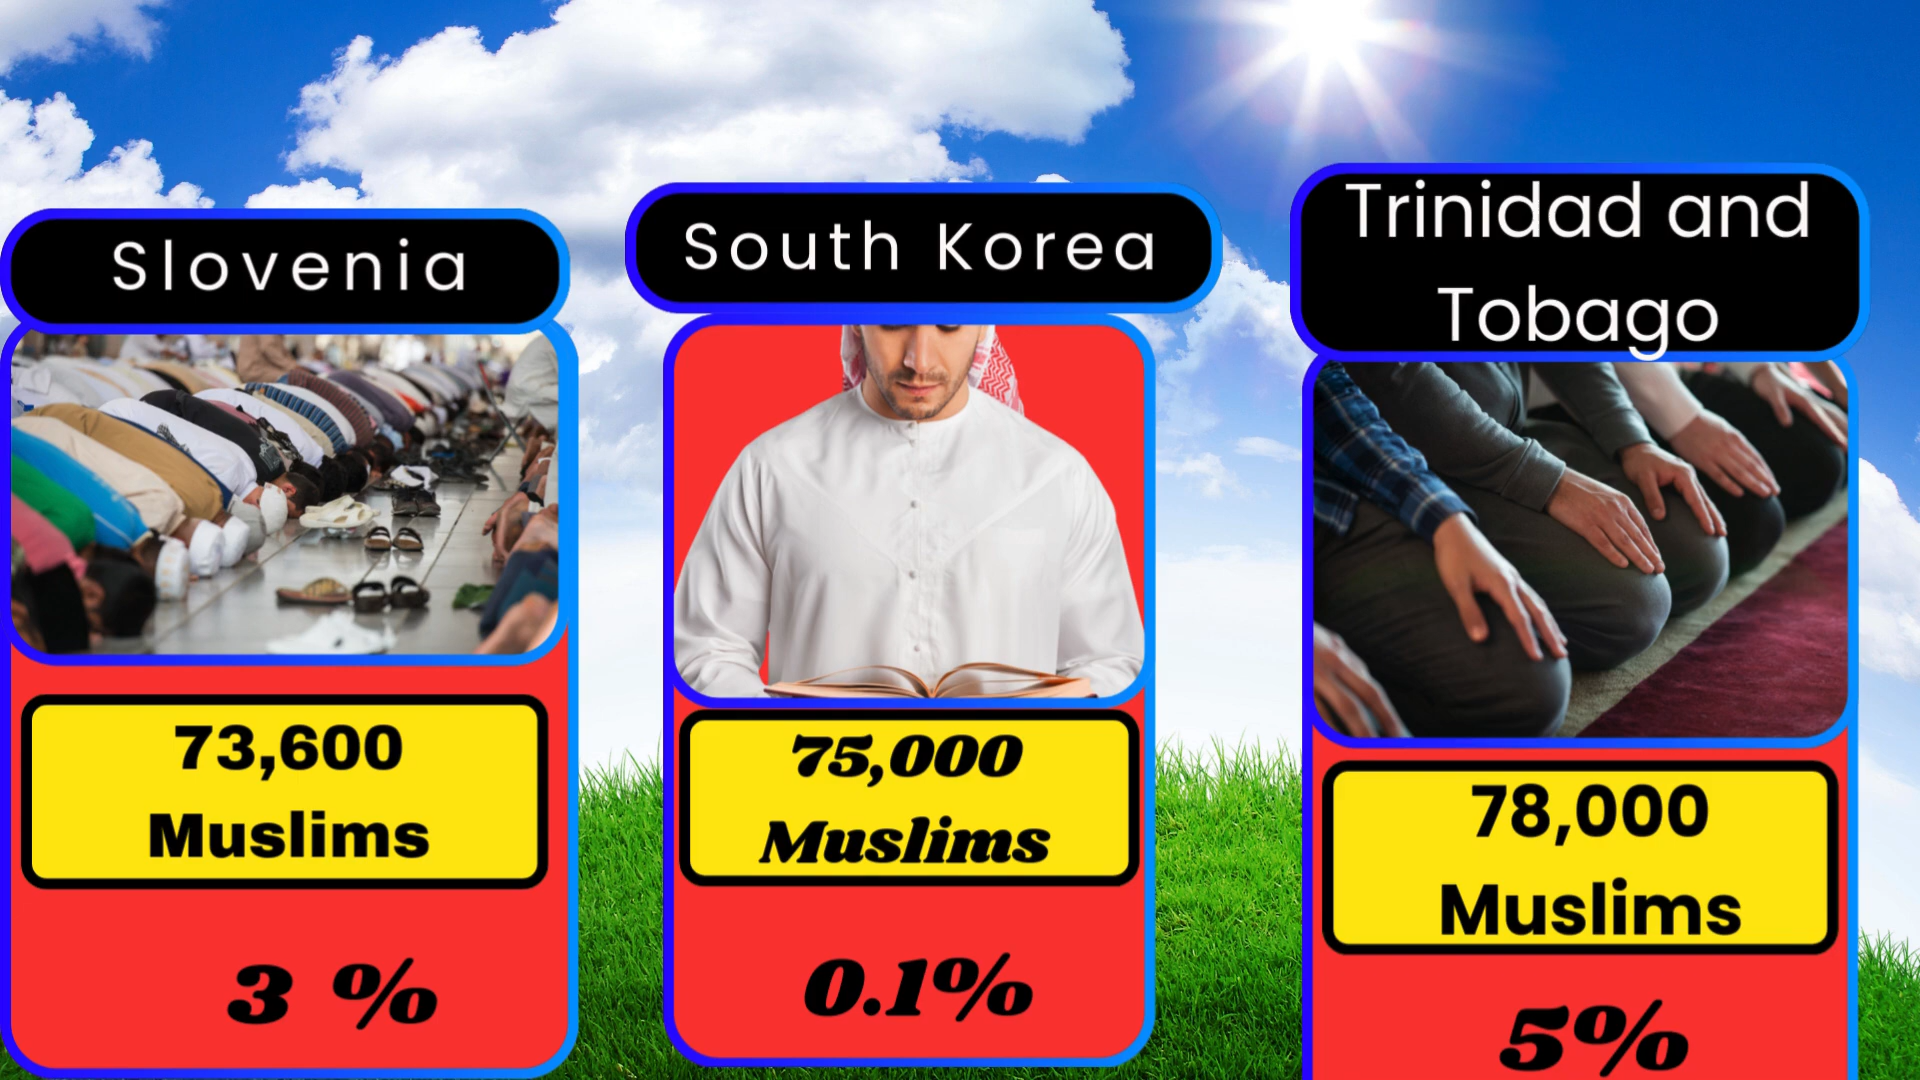 Slovenia
73,600
Muslims
3 %
South Korea
75,000
Muslims
0.1%
Trinidad and
Tobago
78,000
Muslims
5%